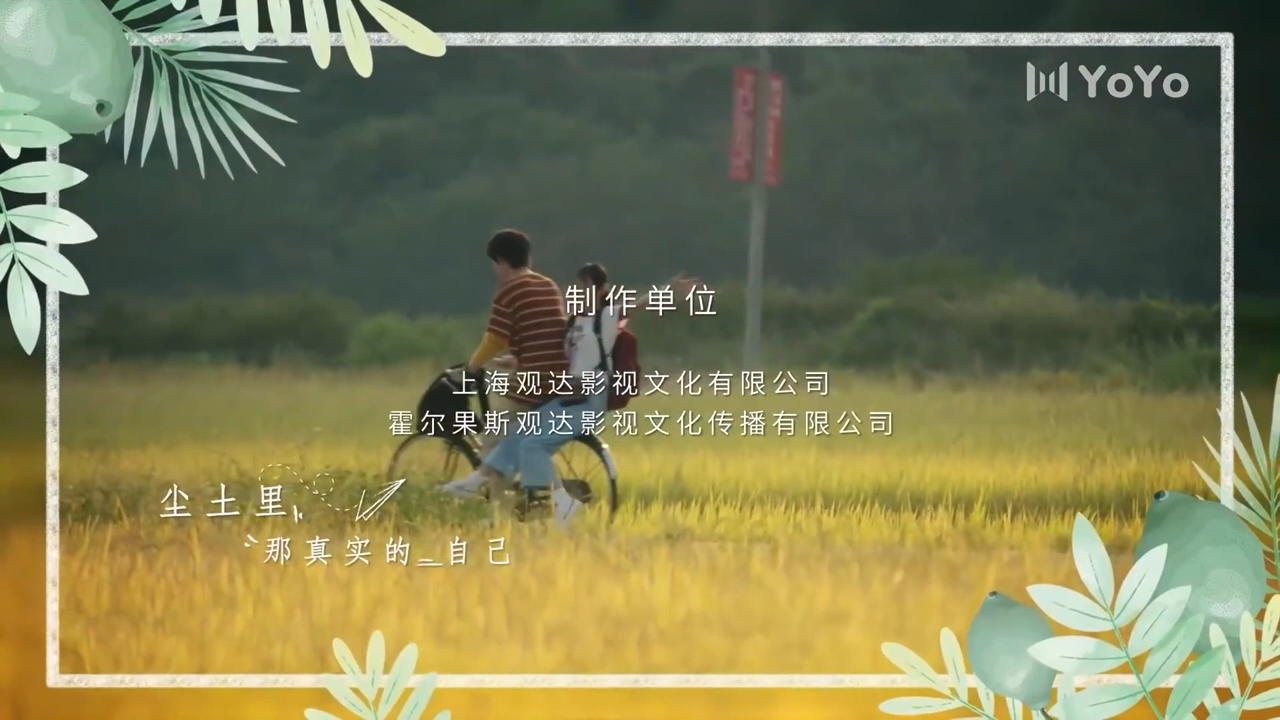 YoYo
制作单位
上海观达影视文化有限公司
霍尔果斯观达影视文化传播有限公司
尘土里
那真实的自己